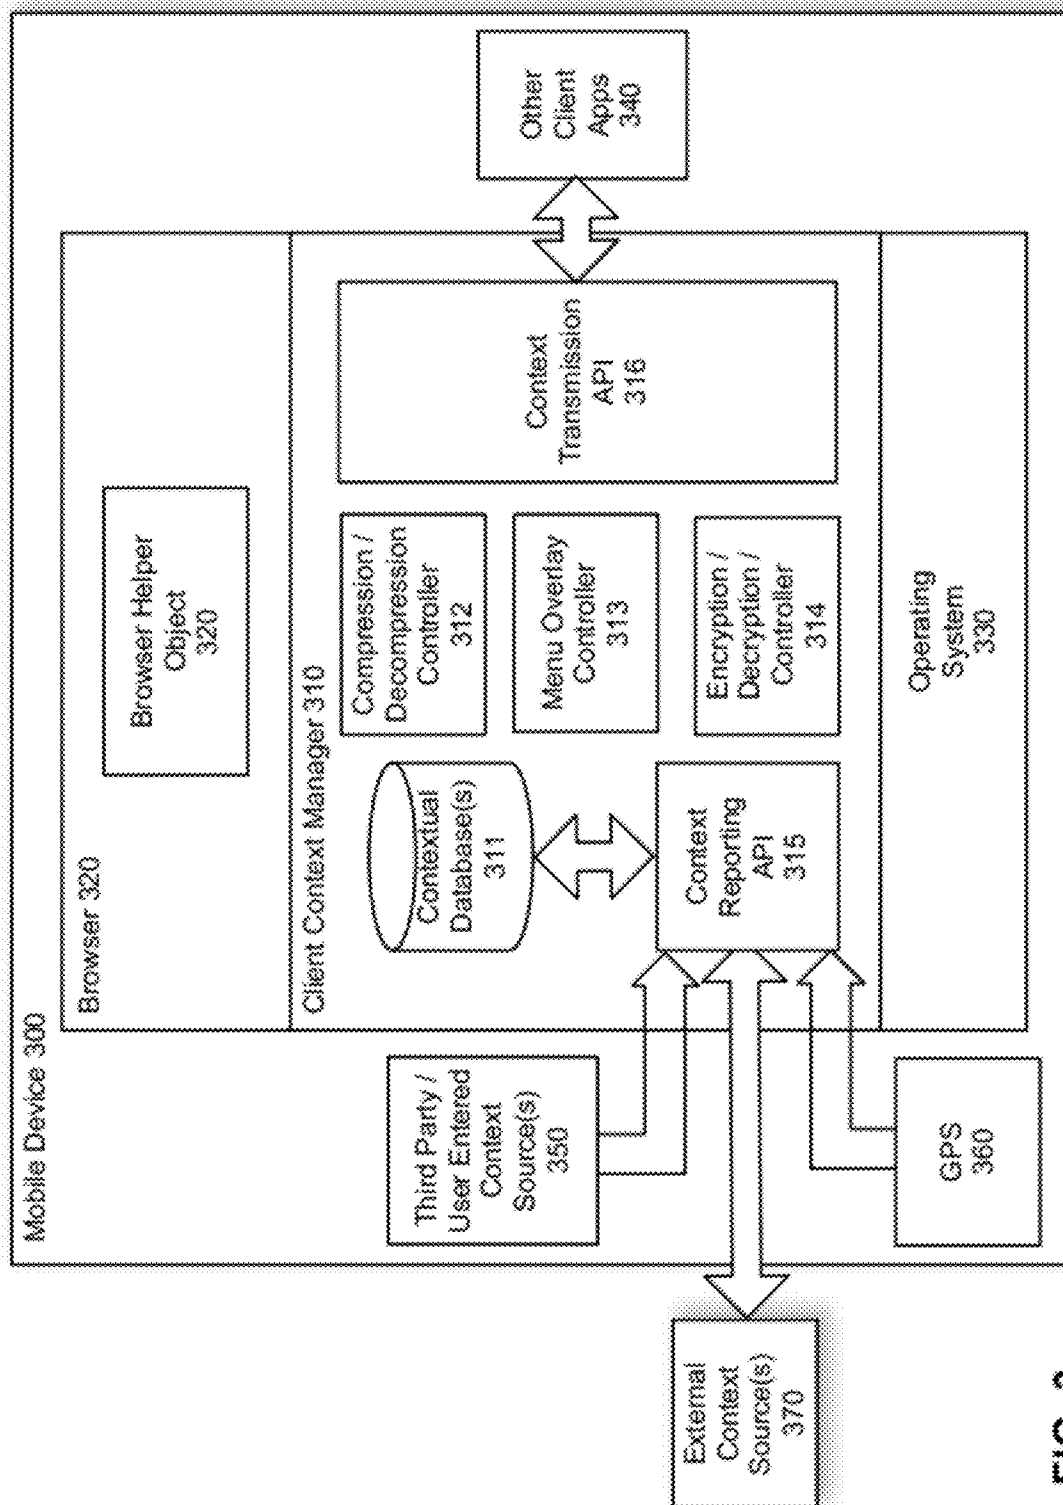 Mobile Device 300
Browser 320
Browser Helper
Object
320
Client Context Manager 310
Contextual
Database(s)
311
Compression /
Decompression
Controller
312
Menu Overlay
Controller
313
Encryption /
Decryption /
Controller
314
Context
Reporting
API
315
Context
Transmission
API
316
Operating
System
330
Other
Client
Apps
340
Third Party /
User Entered
Context
Source(s)
350
GPS
360
External
Context
Source(s)
370
FIG.